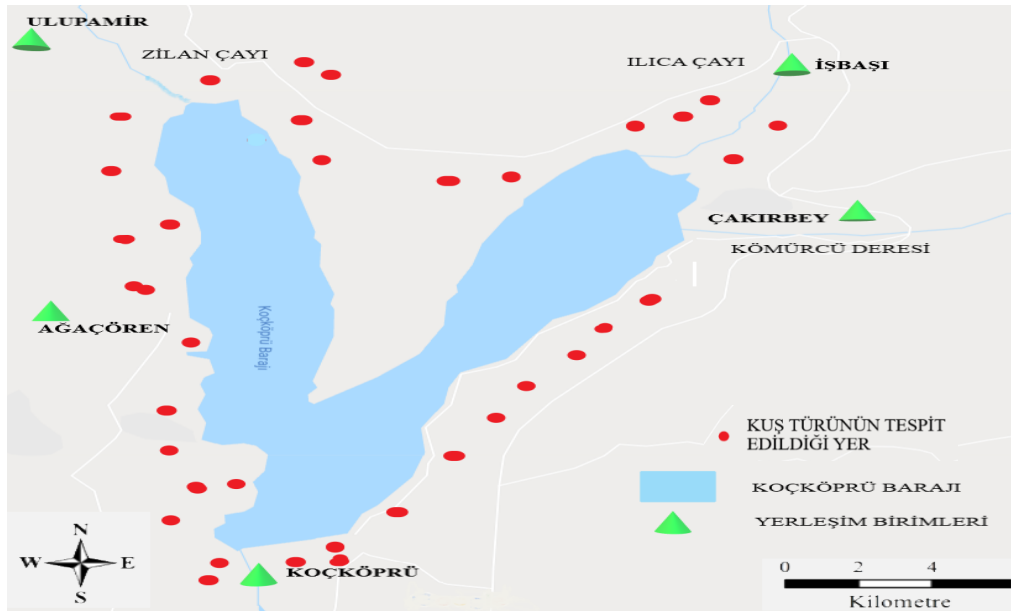 ULUPAMİR
ZİLAN ÇAYI
ILICA ÇAYI
İŞBAŞI
ÇAKIRBEY
KÖMÜRCÜ DERESİ
Koçköprü Barajı
AĞAÇÖREN
KUŞ TÜRÜNÜN TESPİT
EDİLDİĞİ YER
KOÇKÖPRÜ BARAJI
YERLEŞİM BİRİMLERİ
N
W E
S
KOÇKÖPRÜ
0 2 4
Kilometre